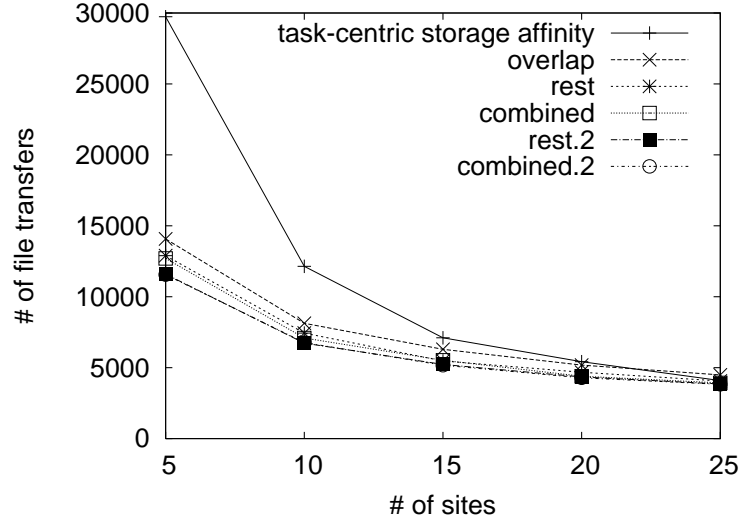 30000
25000
30000
15000
10000
5000
0
5
10
15
20
25
# of file transfers
# of sites
task-centric storage affinity
overlap
rest
combined
rest.2
combined.2